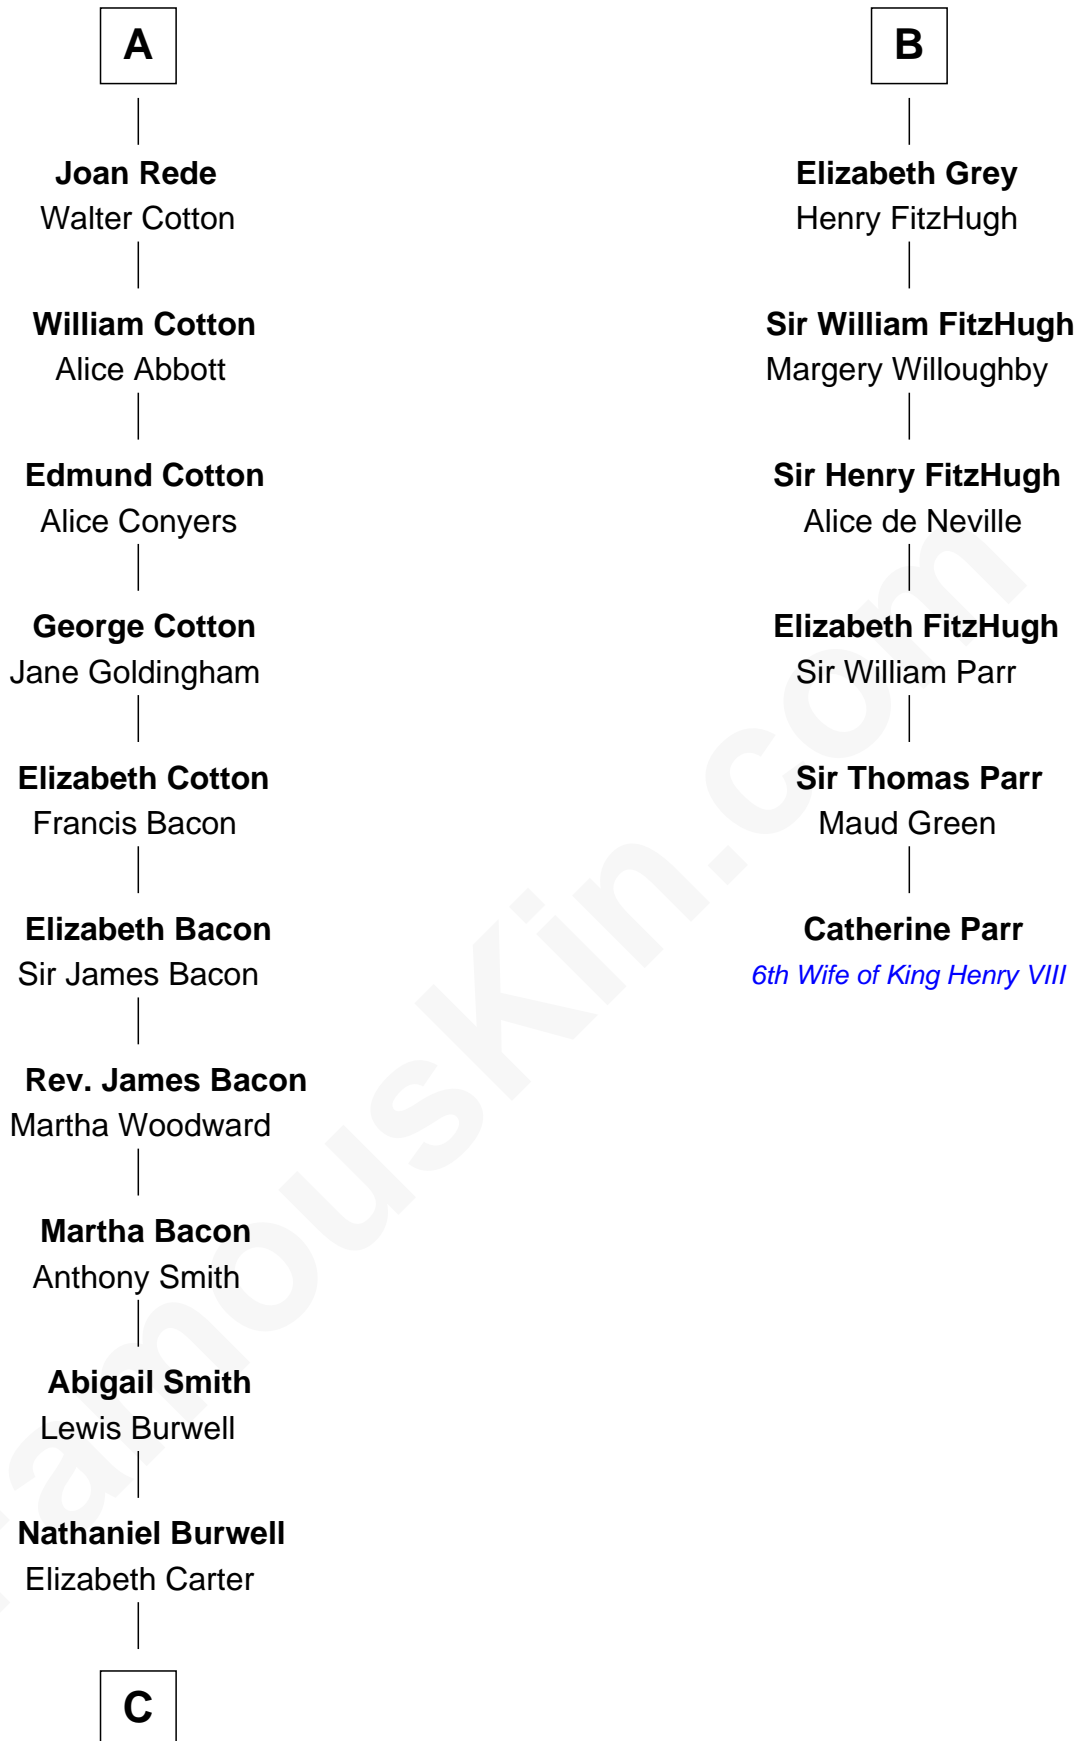 A
Joan Rede
Walter Cotton
William Cotton
Alice Abbott
Edmund Cotton
Alice Conyers
George Cotton
Jane Goldingham
Elizabeth Cotton
Francis Bacon
Elizabeth Bacon
Sir James Bacon
Rev. James Bacon
Martha Woodward
Martha Bacon
Anthony Smith
Abigail Smith
Lewis Burwell
Nathaniel Burwell
Elizabeth Carter
C
B
Elizabeth Grey
Henry FitzHugh
Sir William FitzHugh
Margery Willoughby
Sir Henry FitzHugh
Alice de Neville
Elizabeth FitzHugh
Sir William Parr
Sir Thomas Parr
Maud Green
Catherine Parr
6th Wife of King Henry VIII
FamousKin.com